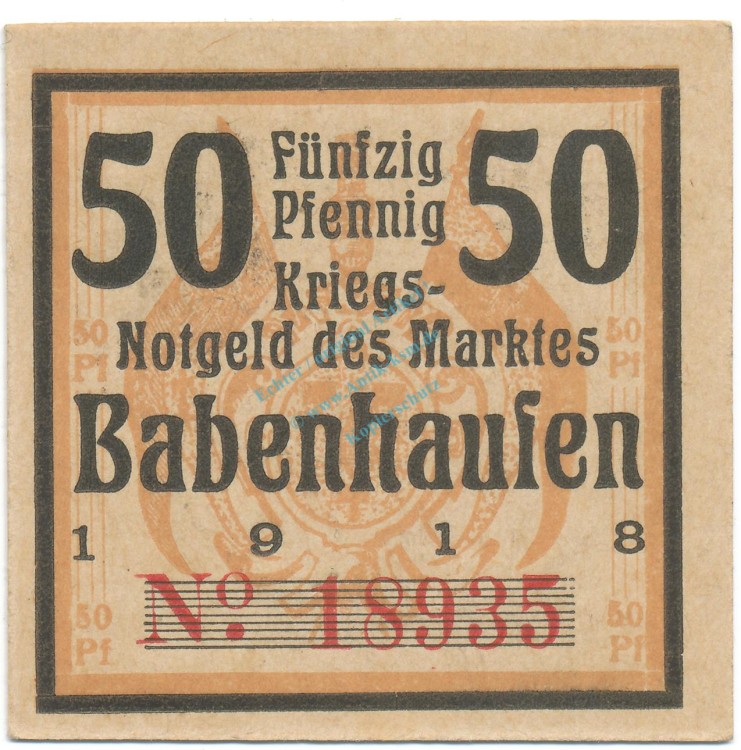 50 Fünfzig 50
Pfennig
Kriegs-
Notgeld des Marktes
Babenhauſen
1 9 1 8
50 Pf
50 Pf
No. 18935
50 Pf
50 Pf
Kopierschutz